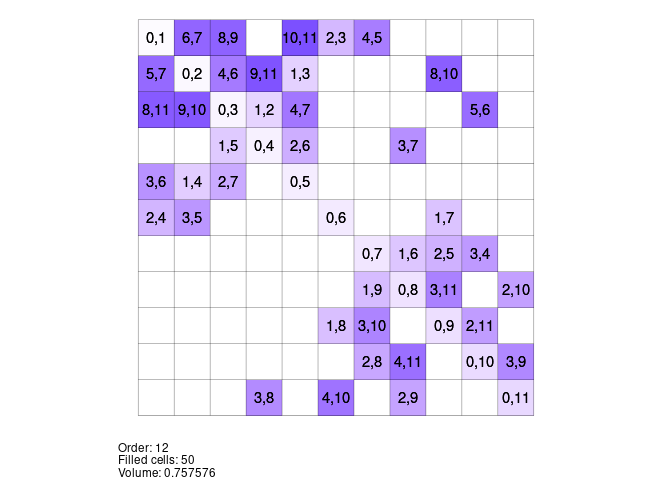 0,1 6,7 8,9 10,11 2,3 4,5
5,7 0,2 4,6 9,11 1,3 8,10
8,11 9,10 0,3 1,2 4,7 5,6
1,5 0,4 2,6 3,7
3,6 1,4 2,7 0,5
2,4 3,5 0,6 1,7
0,7 1,6 2,5 3,4
1,9 0,8 3,11 2,10
1,8 3,10 0,9 2,11
2,8 4,11 0,10 3,9
3,8 4,10 2,9 0,11
Order: 12
Filled cells: 50
Volume: 0.757576